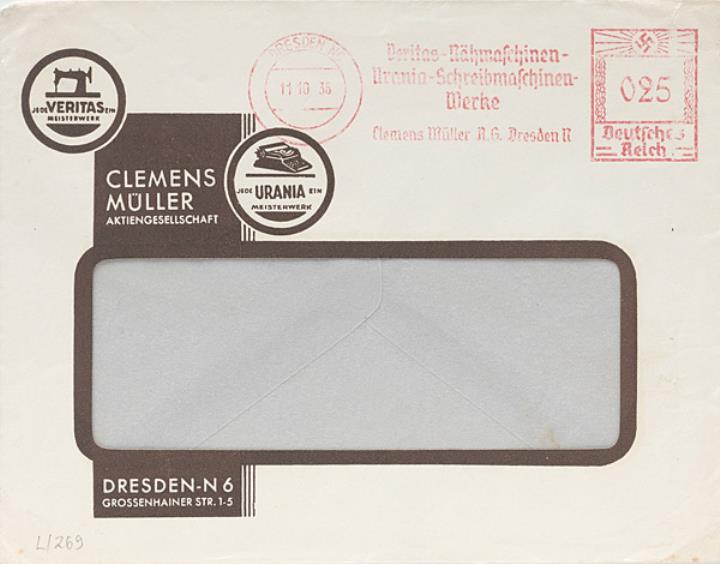 JEDE VERITAS EIN
MEISTERWERK
CLEMENS
MÜLLER
AKTIENGESELLSCHAFT
JEDE URANIA EIN
MEISTERWERK
DRESDEN N6
11 10 38
Veritas-Nähmaschinen-
Urania-Schreibmaschinen-
Werke
Clemens Müller A.G. Dresden N
025
Deutsches
Reich
DRESDEN-N 6
GROSSENHAINER STR. 1-5
L/269